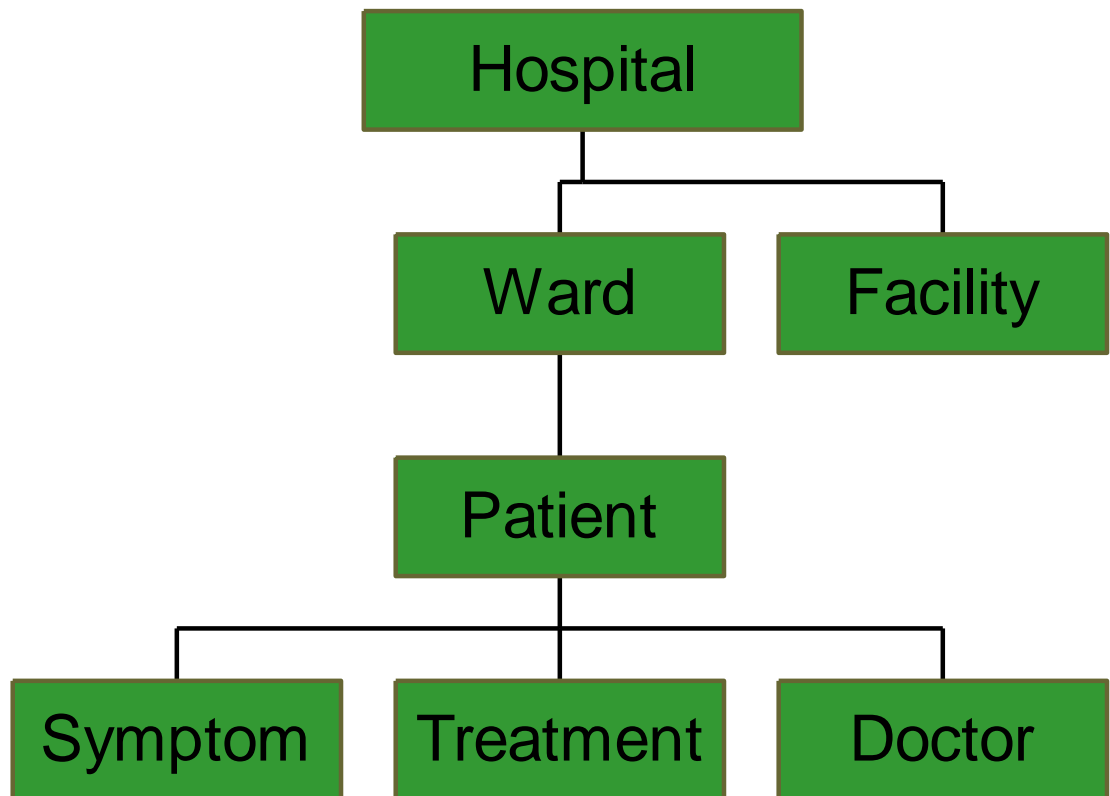 Hospital
Ward
Facility
Patient
Symptom
Treatment
Doctor